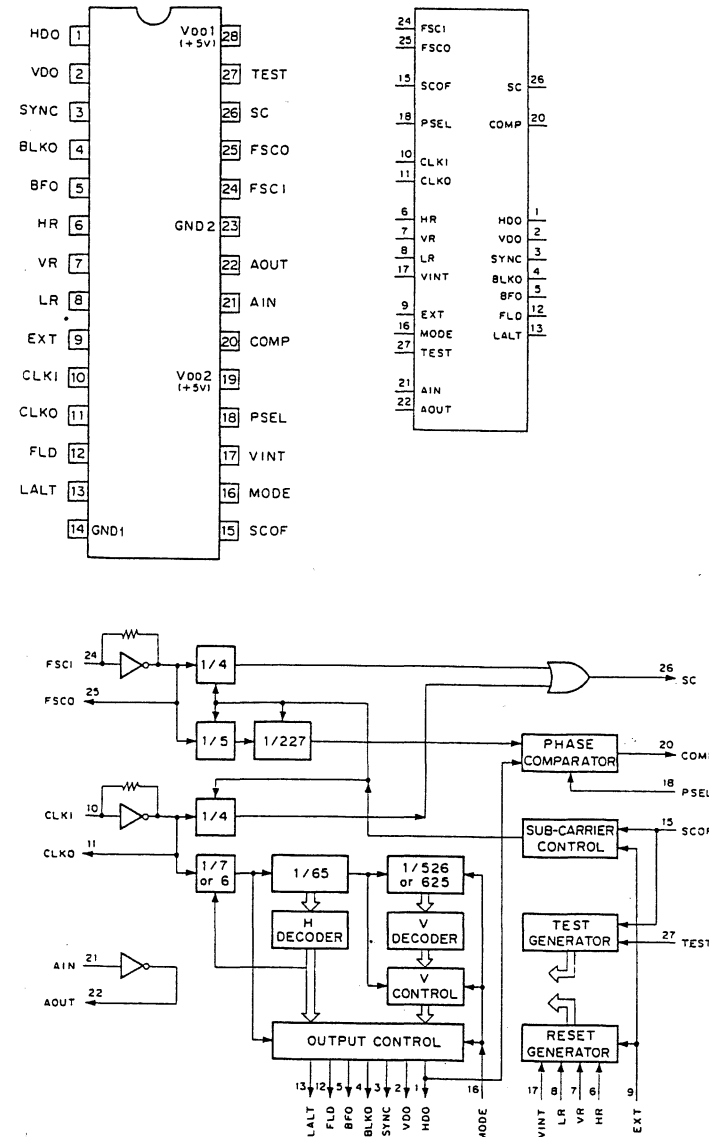 HDO 1 VDD1 28
(+5V)
VDO 2 27 TEST
SYNC 3 26 SC
BLKO 4 25 FSCO
BFO 5 24 FSCI
HR 6 GND2 23
VR 7 22 AOUT
LR 8 21 AIN
EXT 9 20 COMP
CLKI 10 VDD2 19
(+5V)
CLKO 11 18 PSEL
FLD 12 17 VINT
LALT 13 16 MODE
14 GND1 15 SCOF
24 FSCI
25 FSCO
15 SCOF SC 26
18 PSEL COMP 20
10 CLKI
11 CLKO
6 HR HDO 1
7 VR VDO 2
8 LR SYNC 3
17 VINT BLKO 4
BFO 5
9 EXT FLD 12
16 MODE LALT 13
27 TEST
21 AIN
22 AOUT
FSCI 24 1/4 26 SC
FSCO 25
1/5 1/227
PHASE
COMPARATOR
20 COM
18 PSEL
CLKI 10 1/4
CLKO 11
SUB-CARRIER
CONTROL
15 SCOF
1/7
or 6
1/65
1/526
or 625
H
DECODER
V
DECODER
TEST
GENERATOR
27 TEST
AIN 21
AOUT 22
V
CONTROL
OUTPUT CONTROL
RESET
GENERATOR
13 12 5 4 3 2 1 16 17 8 7 6 9
LALT FLD BFO BLKO SYNC VDO HDO MODE VINT LR VR HR EXT